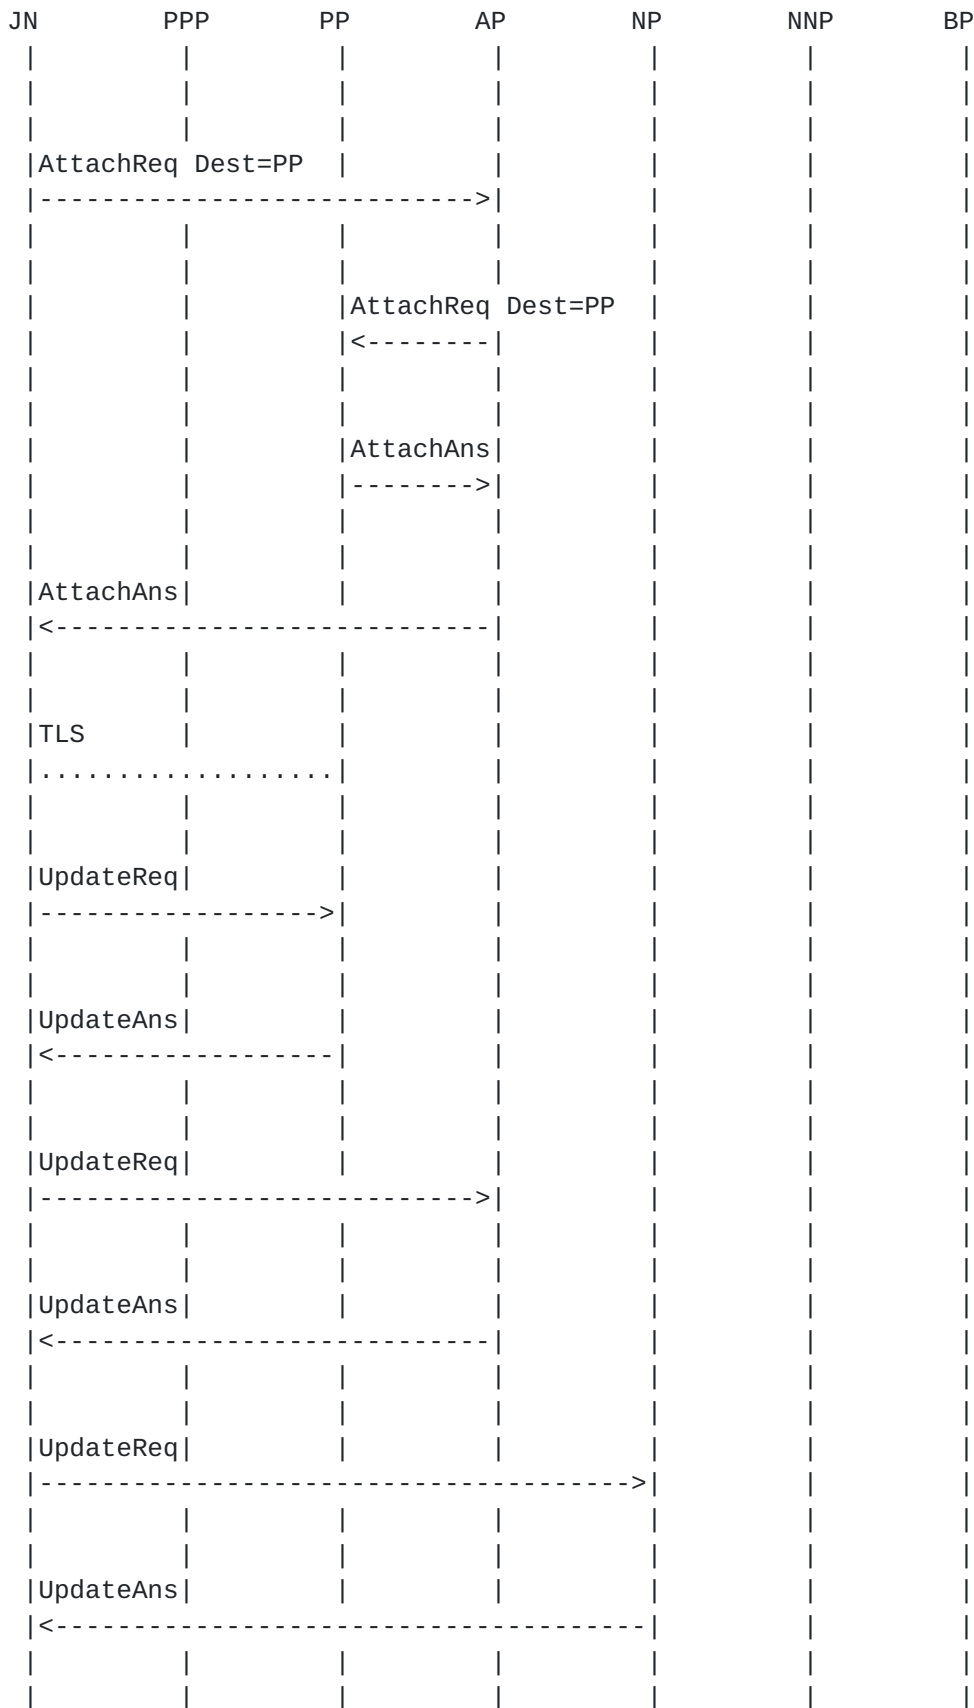 JN        PPP       PP        AP        NP        NNP       BP
|         |         |         |         |         |         |
|         |         |         |         |         |         |
|         |         |         |         |         |         |
|AttachReq Dest=PP  |         |         |         |         |
|---------------------------->|         |         |         |
|         |         |         |         |         |         |
|         |         |         |         |         |         |
|         |         |AttachReq Dest=PP  |         |         |
|         |         |<--------|         |         |         |
|         |         |         |         |         |         |
|         |         |         |         |         |         |
|         |         |AttachAns|         |         |         |
|         |         |-------->|         |         |         |
|         |         |         |         |         |         |
|         |         |         |         |         |         |
|AttachAns|         |         |         |         |         |
|<----------------------------|         |         |         |
|         |         |         |         |         |         |
|         |         |         |         |         |         |
|TLS      |         |         |         |         |         |
|...................|         |         |         |         |
|         |         |         |         |         |         |
|         |         |         |         |         |         |
|UpdateReq|         |         |         |         |         |
|------------------>|         |         |         |         |
|         |         |         |         |         |         |
|         |         |         |         |         |         |
|UpdateAns|         |         |         |         |         |
|<------------------|         |         |         |         |
|         |         |         |         |         |         |
|         |         |         |         |         |         |
|UpdateReq|         |         |         |         |         |
|---------------------------->|         |         |         |
|         |         |         |         |         |         |
|         |         |         |         |         |         |
|UpdateAns|         |         |         |         |         |
|<----------------------------|         |         |         |
|         |         |         |         |         |         |
|         |         |         |         |         |         |
|UpdateReq|         |         |         |         |         |
|-------------------------------------->|         |         |
|         |         |         |         |         |         |
|         |         |         |         |         |         |
|UpdateAns|         |         |         |         |         |
|<--------------------------------------|         |         |
|         |         |         |         |         |         |
|         |         |         |         |         |         |